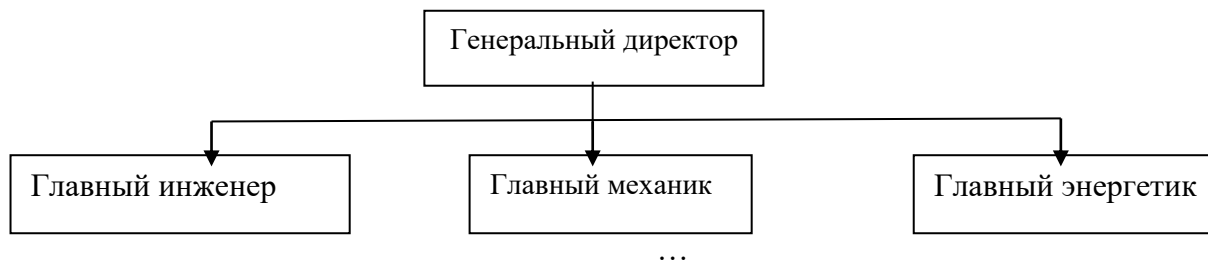 Генеральный директор
Главный инженер
Главный механик
Главный энергетик
…